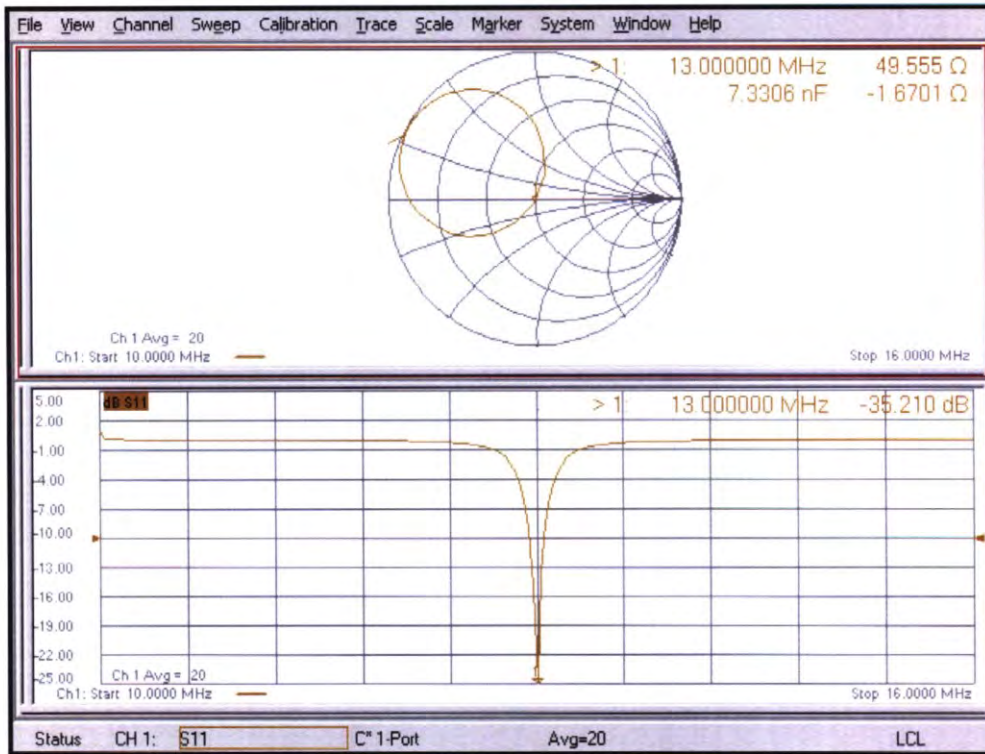 File View Channel Sweep Calibration Trace Scale Marker System Window Help
> 1: 13.000000 MHz 49.555 Ω
7.3306 nF -1.6701 Ω
Ch 1 Avg = 20
Ch1: Start 10.0000 MHz
Stop 16.0000 MHz
5.00
dB S11
> 1: 13.000000 MHz -35.210 dB
2.00
-1.00
-4.00
-7.00
-10.00
-13.00
-16.00
-19.00
-22.00
-25.00
Ch 1 Avg = 20
Ch1: Start 10.0000 MHz
Stop 16.0000 MHz
Status CH 1: S11 C* 1-Port Avg=20 LCL